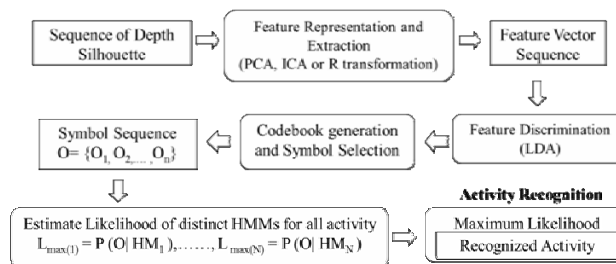 Sequence of Depth
Silhouette
Feature Representation and
Extraction
(PCA, ICA or R transformation)
Feature Vector
Sequence
Feature Discrimination
(LDA)
Codebook generation
and Symbol Selection
Symbol Sequence
O= {O1, O2,...., On}
Estimate Likelihood of distinct HMMs for all activity
Lmax(1) = P (O| HM1),......, L max(N) = P (O| HMN)
Activity Recognition
Maximum Likelihood
Recognized Activity